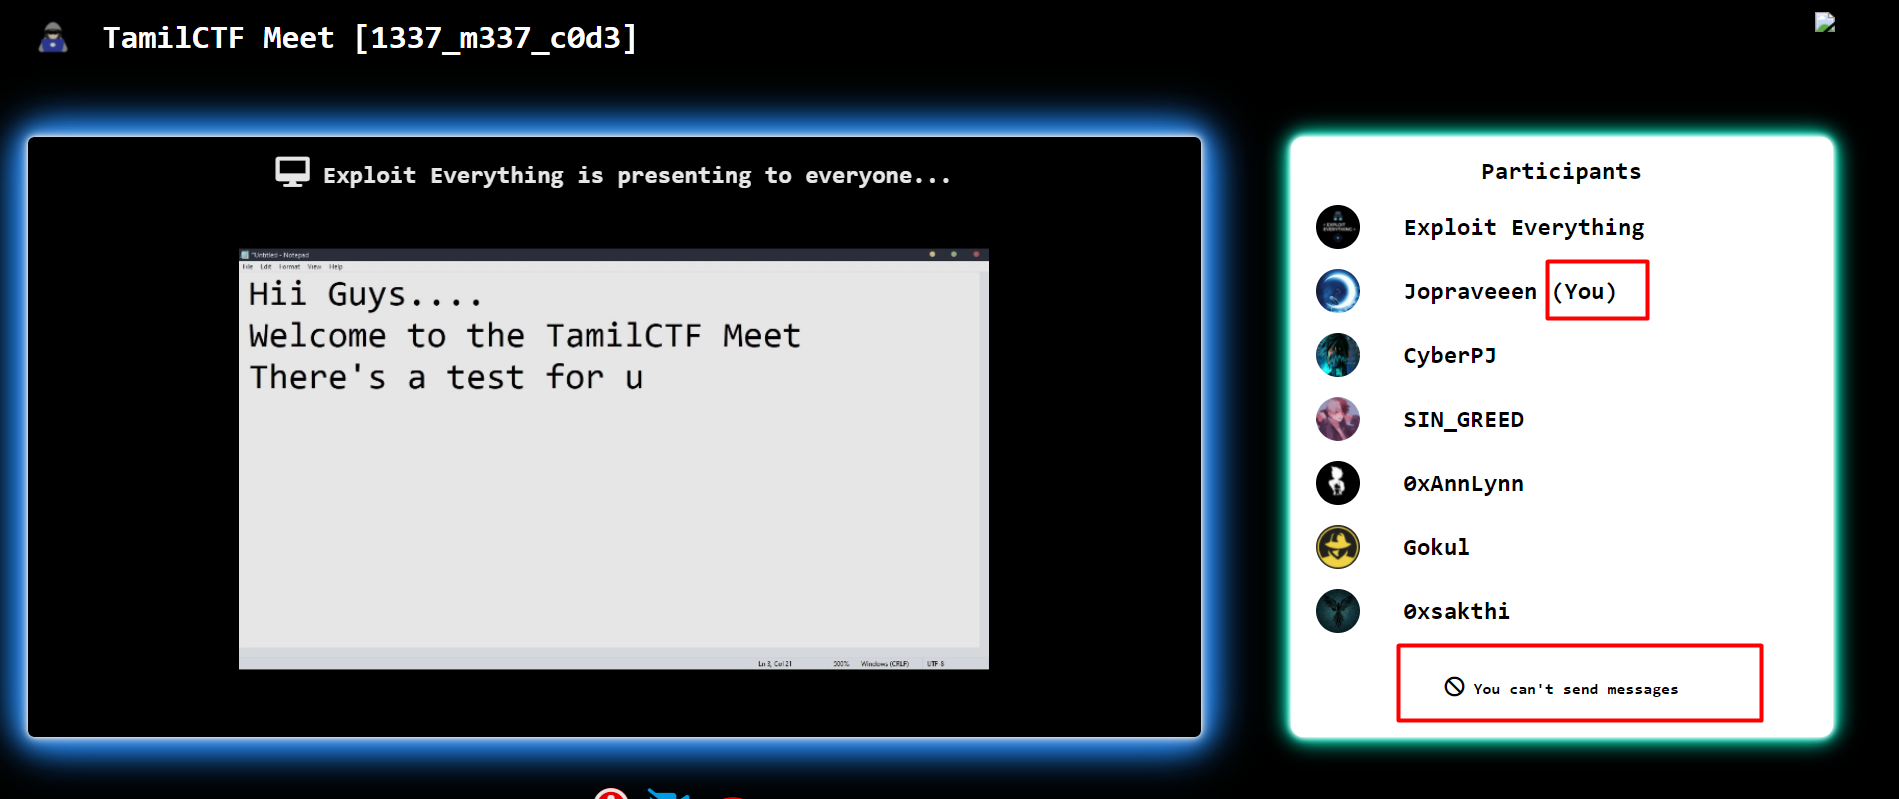 TamilCTF Meet [1337_m337_c0d3]
Exploit Everything is presenting to everyone...
*Untitled - Notepad
File Edit Format View Help
Hii Guys....
Welcome to the TamilCTF Meet
There's a test for u
Ln 3, Col 21 500% Windows (CRLF) UTF-8
Participants
Exploit Everything
Jopraveeen (You)
CyberPJ
SIN_GREED
0xAnnLynn
Gokul
0xsakthi
You can't send messages